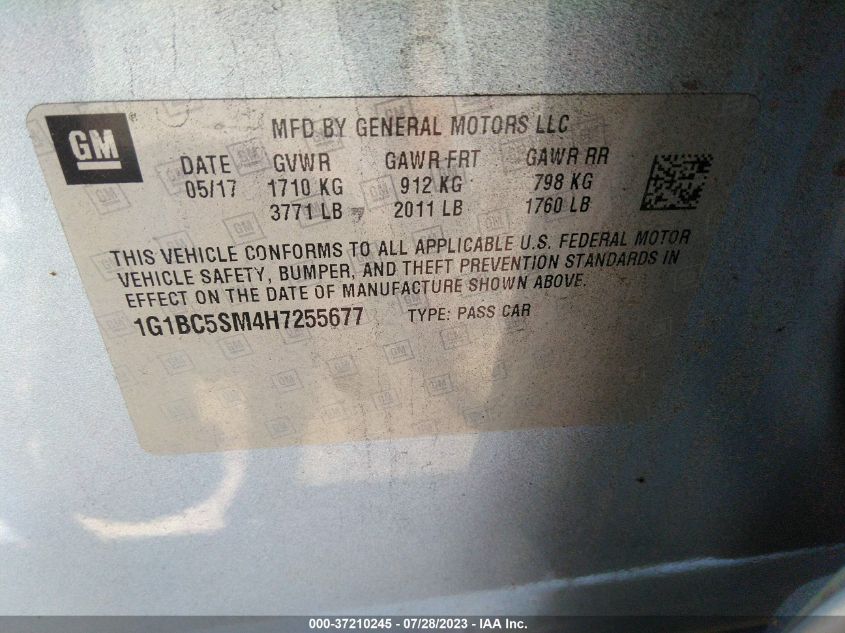 GM
MFD BY GENERAL MOTORS LLC
DATE GVWR GAWR FRT GAWR RR
05/17 1710 KG 912 KG 798 KG
3771 LB 2011 LB 1760 LB
THIS VEHICLE CONFORMS TO ALL APPLICABLE U.S. FEDERAL MOTOR
VEHICLE SAFETY, BUMPER, AND THEFT PREVENTION STANDARDS IN
EFFECT ON THE DATE OF MANUFACTURE SHOWN ABOVE.
1G1BC5SM4H7255677 TYPE: PASS CAR
000-37210245 - 07/28/2023 - IAA Inc.